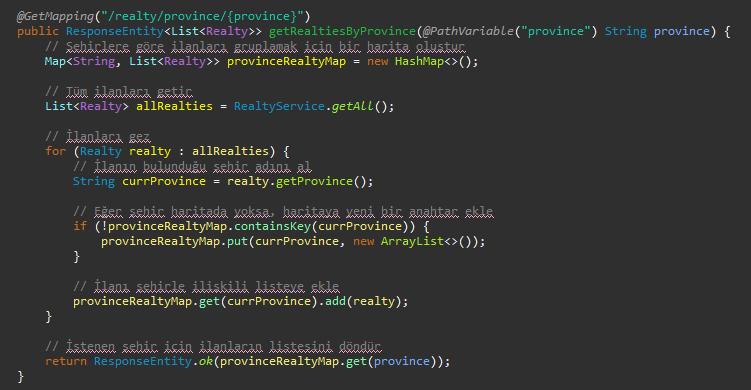 @GetMapping("/realty/province/{province}")
public ResponseEntity<List<Realty>> getRealtiesByProvince(@PathVariable("province") String province) {
// Şehirlere göre ilanları gruplamak için bir harita oluştur
Map<String, List<Realty>> provinceRealtyMap = new HashMap<>();
// Tüm ilanları getir
List<Realty> allRealties = RealtyService.getAll();
// İlanları gez
for (Realty realty : allRealties) {
// İlanın bulunduğu şehir adını al
String currProvince = realty.getProvince();
// Eğer şehir haritada yoksa, haritaya yeni bir anahtar ekle
if (!provinceRealtyMap.containsKey(currProvince)) {
provinceRealtyMap.put(currProvince, new ArrayList<>());
}
// İlanı şehirle ilişkili listeye ekle
provinceRealtyMap.get(currProvince).add(realty);
}
// İstenen şehir için ilanların listesini döndür
return ResponseEntity.ok(provinceRealtyMap.get(province));
}